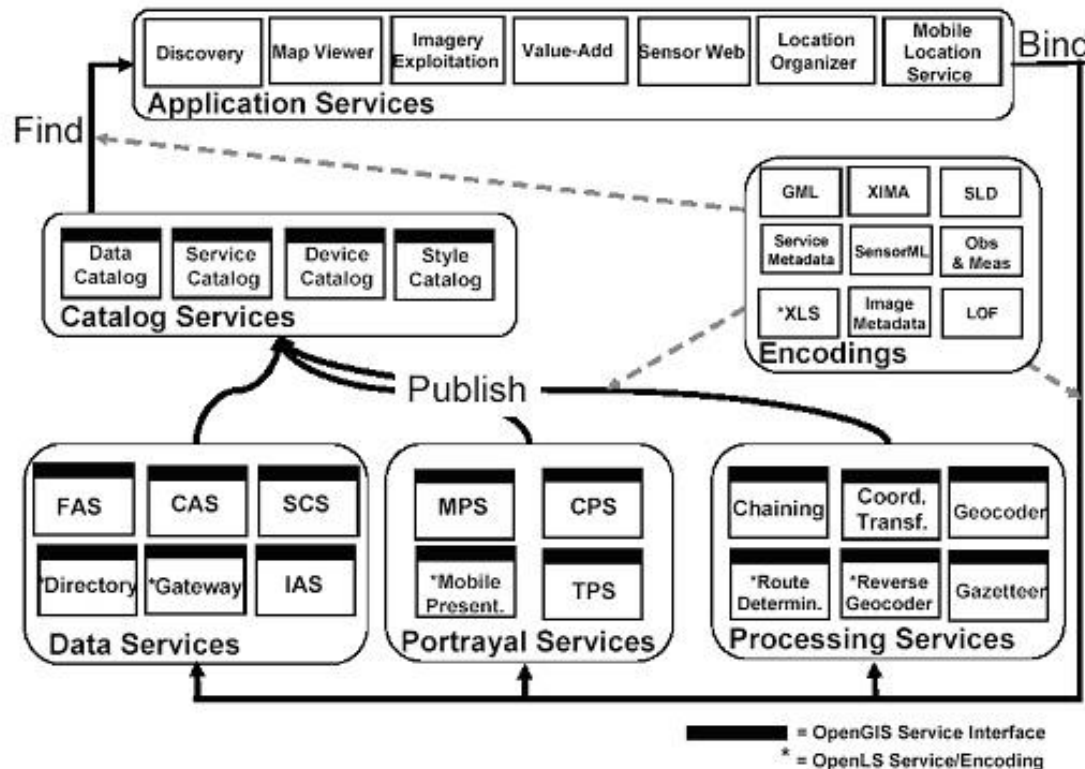 Discovery
Map Viewer
Imagery
Exploitation
Value-Add
Sensor Web
Location
Organizer
Mobile
Location
Service
Application Services
Bind
Find
GML
XIMA
SLD
Service
Metadata
SensorML
Obs
& Meas
*XLS
Image
Metadata
LOF
Encodings
Data
Catalog
Service
Catalog
Device
Catalog
Style
Catalog
Catalog Services
Publish
FAS
CAS
SCS
*Directory
*Gateway
IAS
Data Services
MPS
CPS
*Mobile
Present.
TPS
Portrayal Services
Chaining
Coord.
Transf.
Geocoder
*Route
Determin.
*Reverse
Geocoder
Gazetteer
Processing Services
= OpenGIS Service Interface
* = OpenLS Service/Encoding